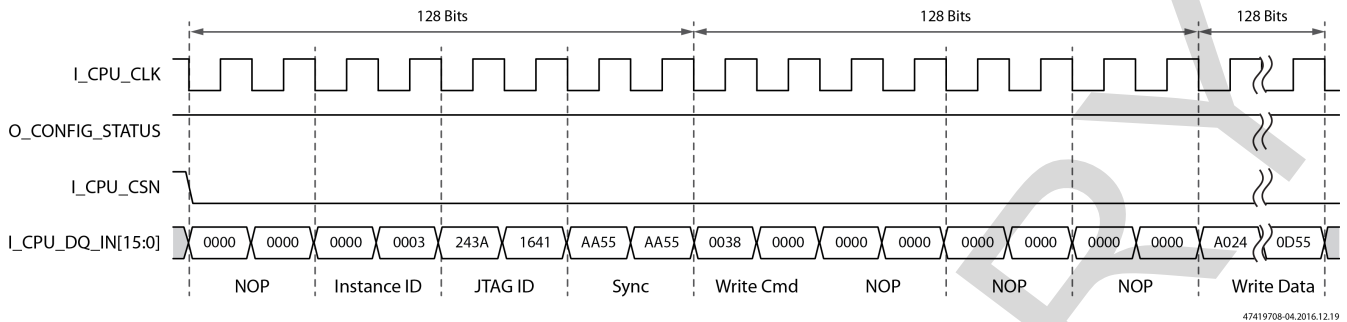 128 Bits 128 Bits 128 Bits
I_CPU_CLK
O_CONFIG_STATUS
I_CPU_CSN
I_CPU_DQ_IN[15:0] 0000 0000 0000 0003 243A 1641 AA55 AA55 0038 0000 0000 0000 0000 0000 0000 0000 A024 0D55
NOP Instance ID JTAG ID Sync Write Cmd NOP NOP NOP Write Data
47419708-04.2016.12.19